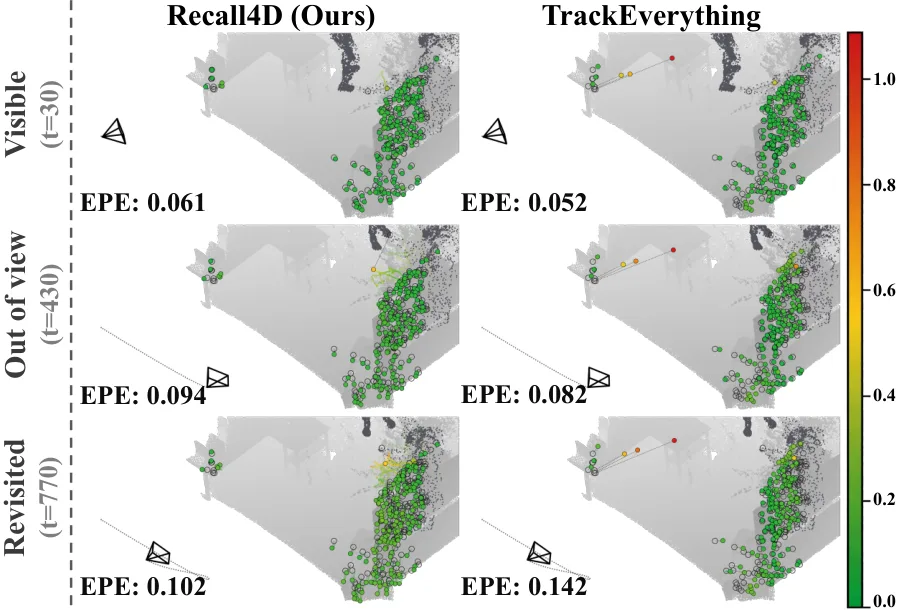 Recall4D (Ours)
TrackEverything
Visible
(t=30)
EPE: 0.061
EPE: 0.052
Out of view
(t=430)
EPE: 0.094
EPE: 0.082
Revisited
(t=770)
EPE: 0.102
EPE: 0.142
1.0
0.8
0.6
0.4
0.2
0.0